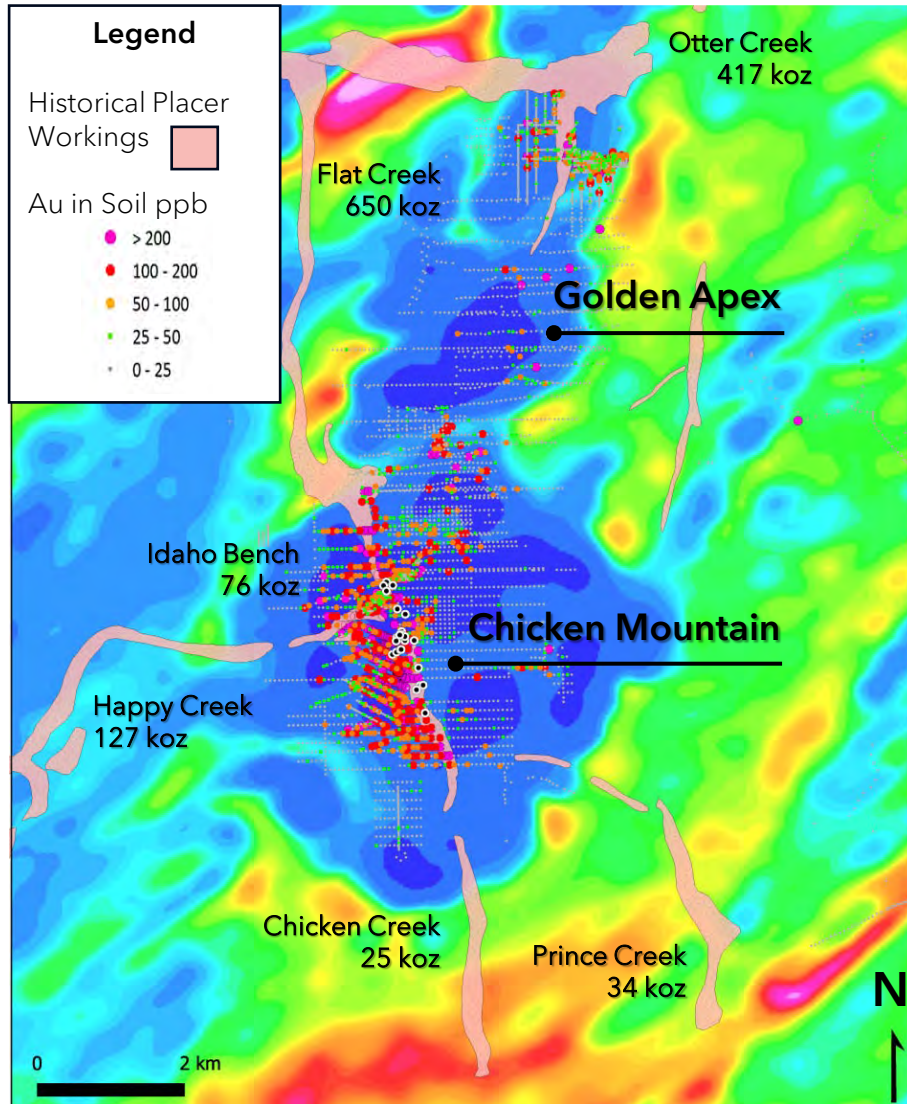 Legend
Historical Placer
Workings
Au in Soil ppb
> 200
100 - 200
50 - 100
25 - 50
0 - 25
Otter Creek
417 koz
Flat Creek
650 koz
Golden Apex
Idaho Bench
76 koz
Chicken Mountain
Happy Creek
127 koz
Chicken Creek
25 koz
Prince Creek
34 koz
N
0
2 km